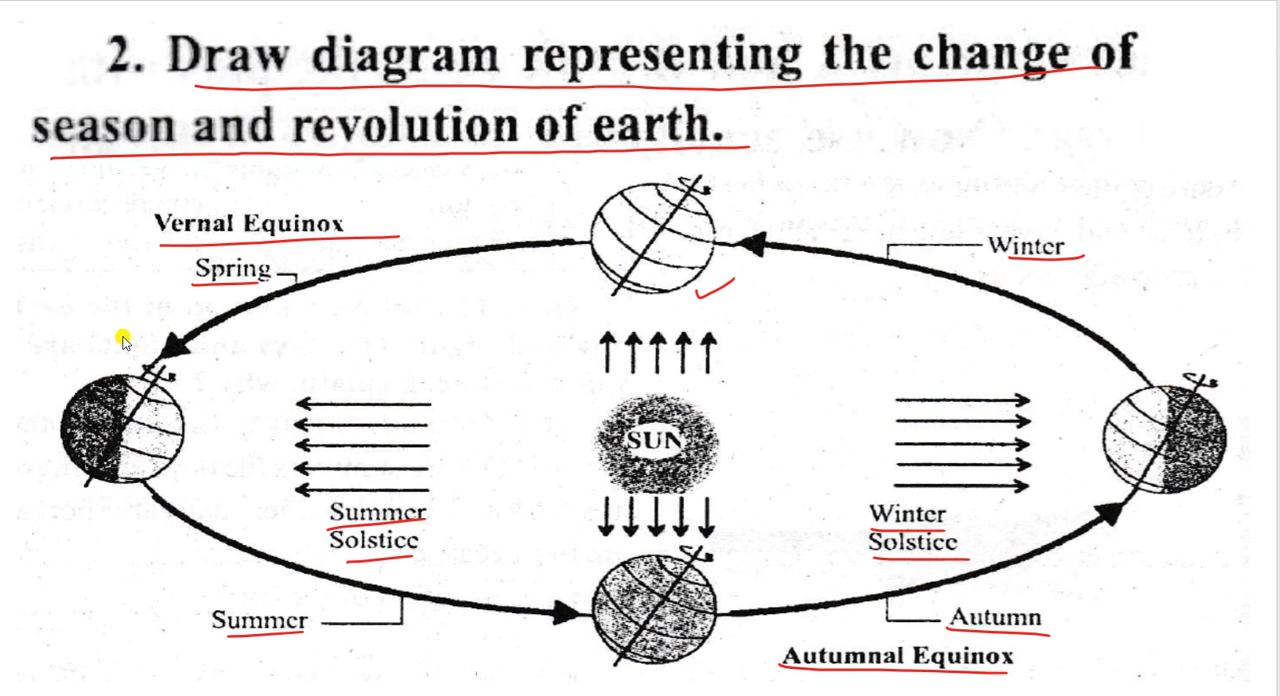 2. Draw diagram representing the change of
season and revolution of earth.
Vernal Equinox
Spring
Winter
SUN
Summer
Solstice
Winter
Solstice
Summer
Autumn
Autumnal Equinox